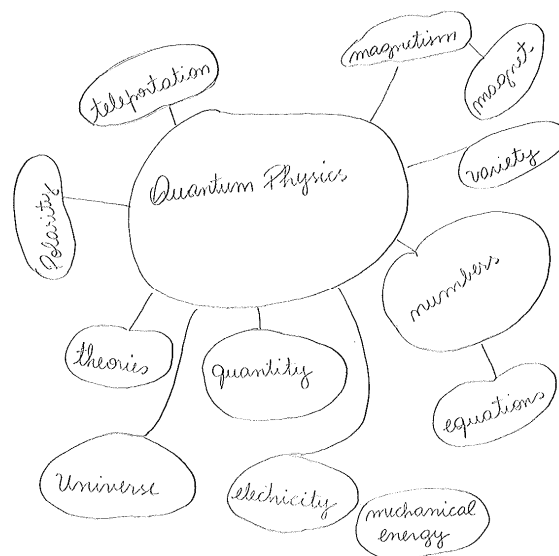 magnetism
magnet
teleportation
variety
Quantum Physics
Polarity
numbers
theories
quantity
equations
Universe
electricity
mechanical
energy